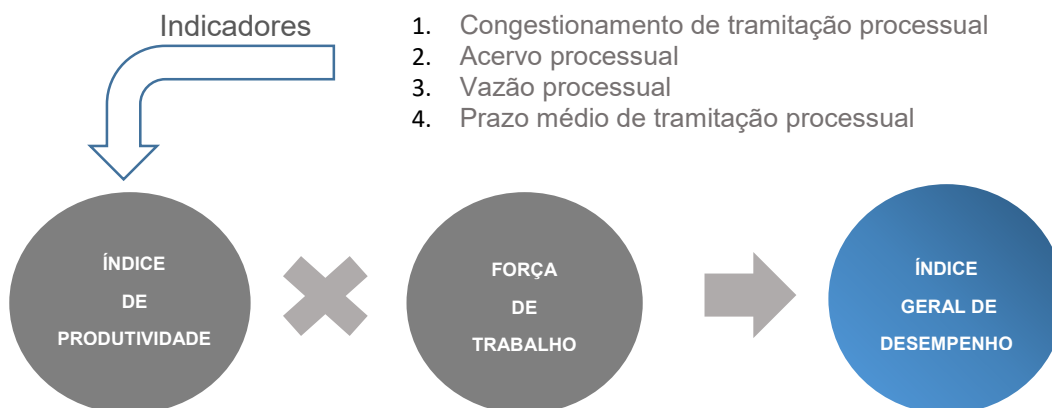 Indicadores
1. Congestionamento de tramitação processual
2. Acervo processual
3. Vazão processual
4. Prazo médio de tramitação processual
ÍNDICE
DE
PRODUTIVIDADE
FORÇA
DE
TRABALHO
ÍNDICE
GERAL DE
DESEMPENHO